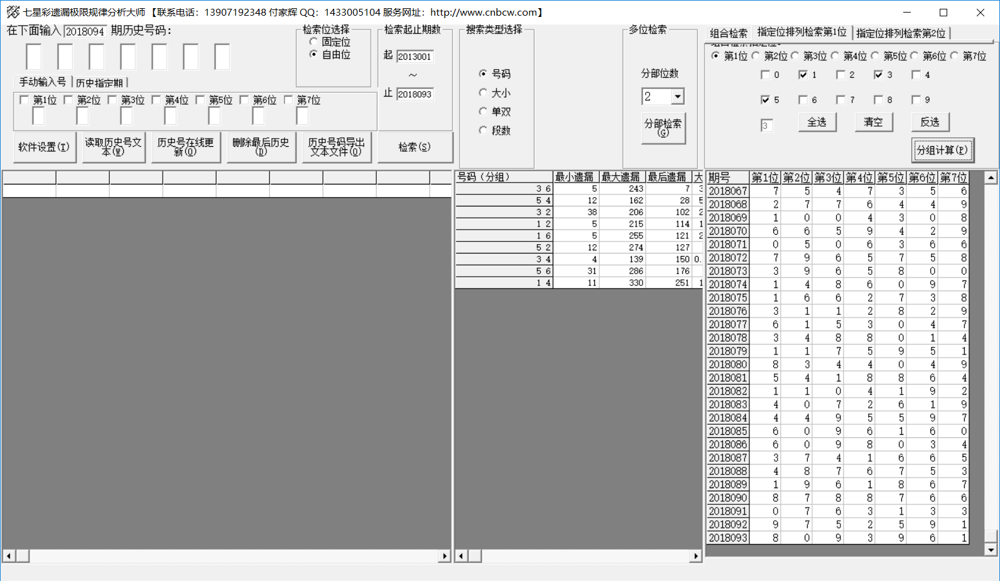 七星彩遗漏极限规律分析大师 【联系电话：13907192348 付家辉 QQ：1433005104 服务网址：http://www.cnbcw.com】
在下面输入 2018094 期历史号码：
手动输入号 历史指定期
第1位 第2位 第3位 第4位 第5位 第6位 第7位
软件设置(I) 读取历史号文本(W) 历史号在线更新(O) 删除最后历史(D) 历史号码导出文本文件(O) 检索(S)
检索位选择
固定位
自由位
检索起止期数
起 2013001
～
止 2018093
搜索类型选择
号码
大小
单双
段数
多位检索
分部位数
2
分部检索(G)
组合检索 指定位排列检索第1位 指定位排列检索第2位
第1位 第2位 第3位 第4位 第5位 第6位 第7位
0 1 2 3 4
5 6 7 8 9
3 全选 清空 反选
分组计算(P)
号码（分组） 最小遗漏 最大遗漏 最后遗漏 大
3 6 5 243 7 3
5 4 12 162 28 5
3 2 38 206 102 2
1 2 5 215 114 1
1 6 5 255 121 2
5 2 12 274 127
3 4 4 139 150 0.
5 6 31 286 176
1 4 11 330 251 1
期号 第1位 第2位 第3位 第4位 第5位 第6位 第7位
2018067 7 5 4 7 3 5 6
2018068 2 7 7 6 4 4 9
2018069 1 0 0 4 3 0 8
2018070 6 6 5 9 4 2 9
2018071 0 5 0 6 3 6 6
2018072 7 9 6 5 7 5 8
2018073 3 9 6 5 8 0 0
2018074 1 4 8 6 0 9 7
2018075 1 6 6 2 7 3 8
2018076 3 1 1 2 8 2 9
2018077 6 1 5 3 0 4 7
2018078 3 4 8 8 0 1 4
2018079 1 1 7 5 9 5 1
2018080 8 3 4 4 0 4 9
2018081 5 4 1 8 8 6 4
2018082 1 1 0 4 1 9 2
2018083 4 0 7 2 6 1 9
2018084 4 4 9 5 5 9 7
2018085 6 0 9 6 1 6 0
2018086 6 0 9 8 0 3 4
2018087 3 7 4 1 6 6 5
2018088 4 8 7 6 7 5 3
2018089 1 9 6 1 8 6 7
2018090 8 7 8 8 7 6 6
2018091 0 7 6 3 1 3 3
2018092 9 7 5 2 5 9 1
2018093 8 0 9 3 9 6 1